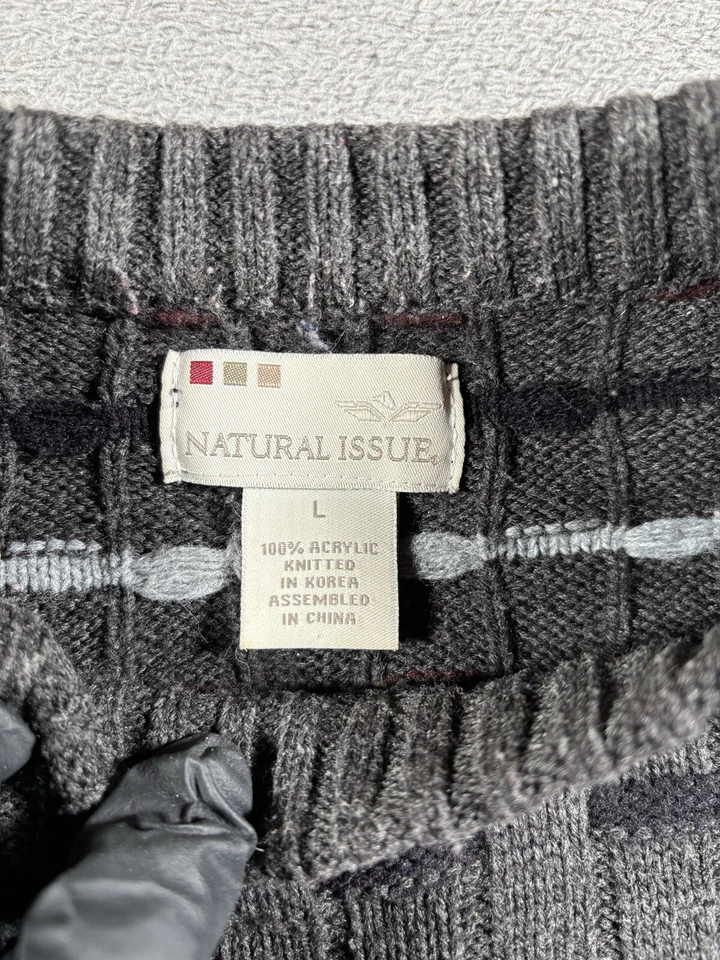 NATURAL ISSUE
L
100% ACRYLIC
KNITTED
IN KOREA
ASSEMBLED
IN CHINA